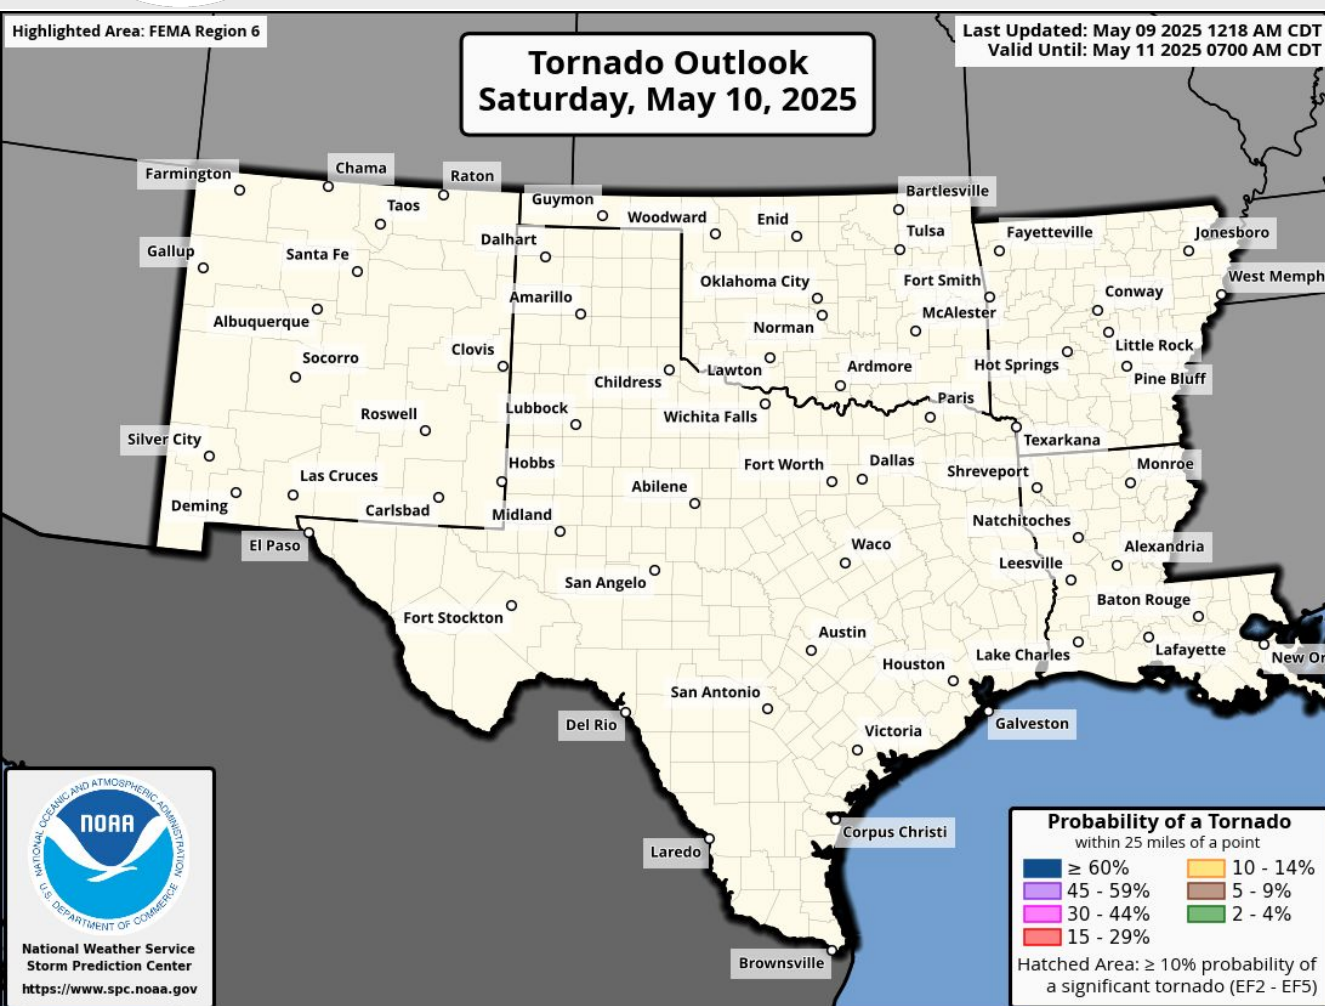 Highlighted Area: FEMA Region 6
Last Updated: May 09 2025 1218 AM CDT
Valid Until: May 11 2025 0700 AM CDT
Tornado Outlook
Saturday, May 10, 2025
Farmington
Chama
Raton
Taos
Guymon
Woodward
Enid
Bartlesville
Tulsa
Fayetteville
Jonesboro
Gallup
Santa Fe
Dalhart
Oklahoma City
Fort Smith
West Memph
Amarillo
Conway
Albuquerque
Norman
McAlester
Little Rock
Socorro
Clovis
Childress
Lawton
Ardmore
Hot Springs
Pine Bluff
Roswell
Lubbock
Wichita Falls
Paris
Silver City
Texarkana
Las Cruces
Hobbs
Fort Worth
Dallas
Shreveport
Monroe
Deming
Carlsbad
Midland
Abilene
Natchitoches
El Paso
Waco
Alexandria
San Angelo
Leesville
Fort Stockton
Baton Rouge
Austin
Lake Charles
Lafayette
New Or
Houston
San Antonio
Del Rio
Victoria
Galveston
Corpus Christi
Laredo
Brownsville
NATIONAL OCEANIC AND ATMOSPHERIC ADMINISTRATION
NOAA
U.S. DEPARTMENT OF COMMERCE
National Weather Service
Storm Prediction Center
https://www.spc.noaa.gov
Probability of a Tornado
within 25 miles of a point
≥ 60%
10 - 14%
45 - 59%
5 - 9%
30 - 44%
2 - 4%
15 - 29%
Hatched Area: ≥ 10% probability of
a significant tornado (EF2 - EF5)